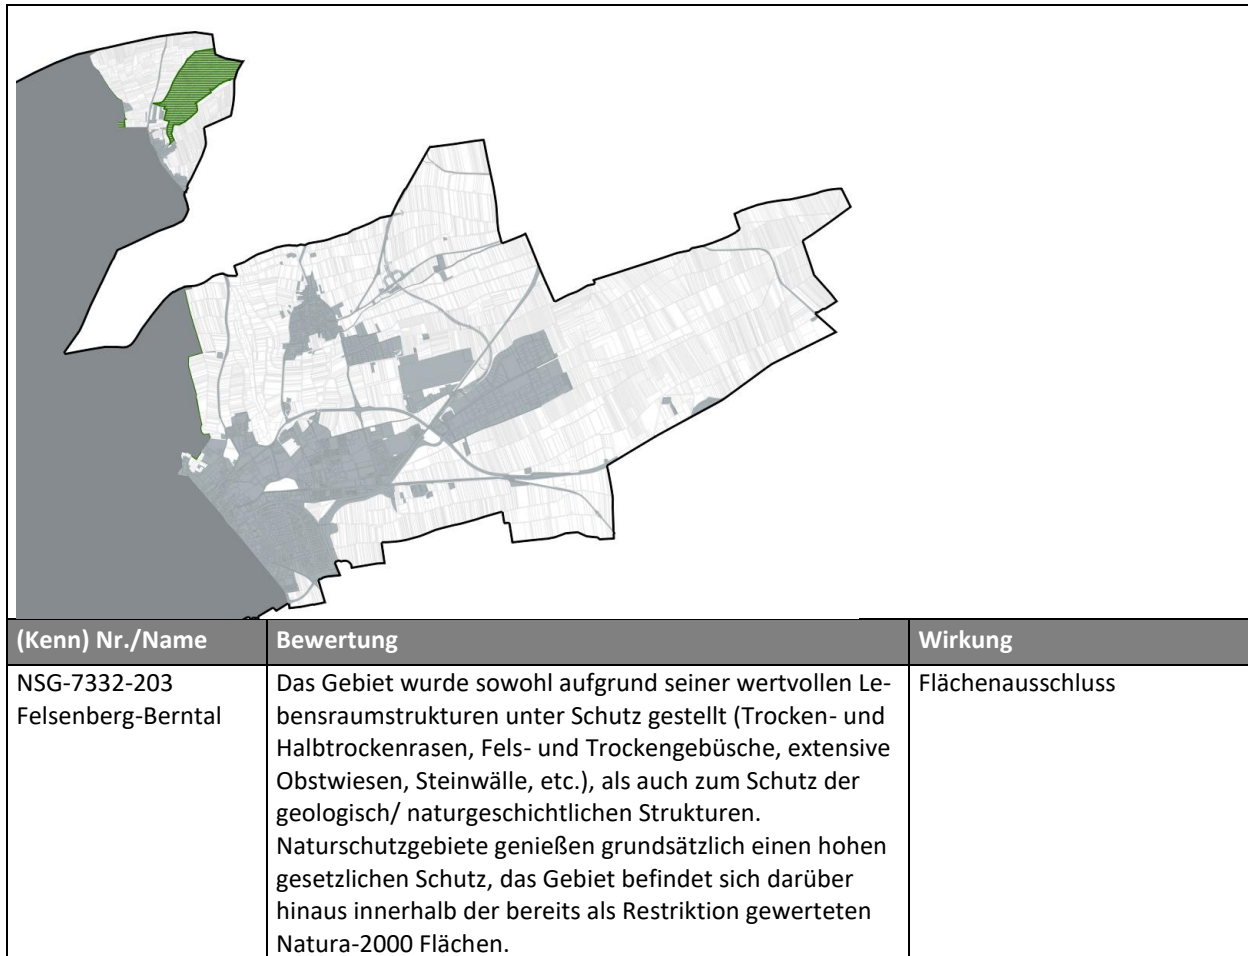 (Kenn) Nr./Name
Bewertung
Wirkung
NSG-7332-203
Felsenberg-Berntal
Das Gebiet wurde sowohl aufgrund seiner wertvollen Le-
bensraumstrukturen unter Schutz gestellt (Trocken- und
Halbtrockenrasen, Fels- und Trockengebüsche, extensive
Obstwiesen, Steinwälle, etc.), als auch zum Schutz der
geologisch/ naturgeschichtlichen Strukturen.
Naturschutzgebiete genießen grundsätzlich einen hohen
gesetzlichen Schutz, das Gebiet befindet sich darüber
hinaus innerhalb der bereits als Restriktion gewerteten
Natura-2000 Flächen.
Flächenausschluss